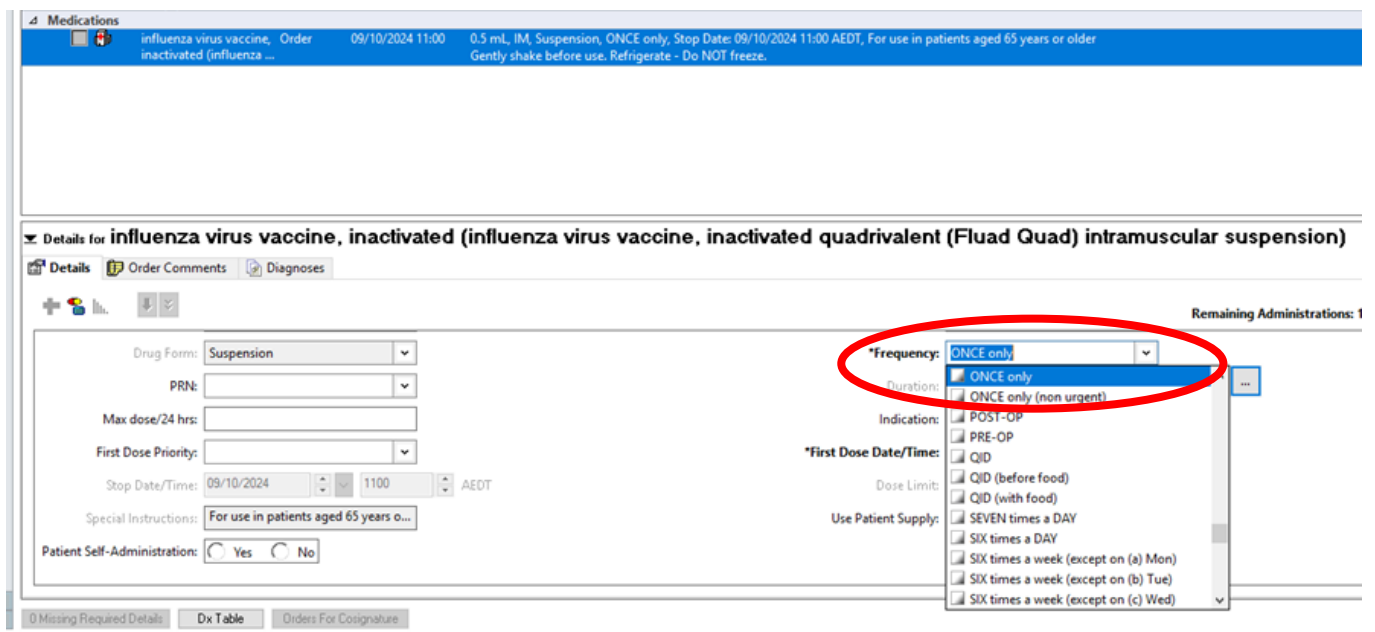 Medications
influenza virus vaccine, Order 09/10/2024 11:00 0.5 mL, IM, Suspension, ONCE only, Stop Date: 09/10/2024 11:00 AEDT, For use in patients aged 65 years or older
inactivated (influenza ... Gently shake before use. Refrigerate - Do NOT freeze.
Details for influenza virus vaccine, inactivated (influenza virus vaccine, inactivated quadrivalent (Fluad Quad) intramuscular suspension)
Details Order Comments Diagnoses
Remaining Administrations: 1
Drug Form: Suspension *Frequency: ONCE only
PRN: Duration: ONCE only ...
ONCE only (non urgent)
Max dose/24 hrs: Indication: POST-OP
PRE-OP
First Dose Priority: *First Dose Date/Time: QID
QID (before food)
Stop Date/Time: 09/10/2024 1100 AEDT Dose Limit: QID (with food)
Special Instructions: For use in patients aged 65 years o... Use Patient Supply: SEVEN times a DAY
SIX times a DAY
Patient Self-Administration: Yes No SIX times a week (except on (a) Mon)
SIX times a week (except on (b) Tue)
SIX times a week (except on (c) Wed)
0 Missing Required Details Dx Table Orders For Cosignature